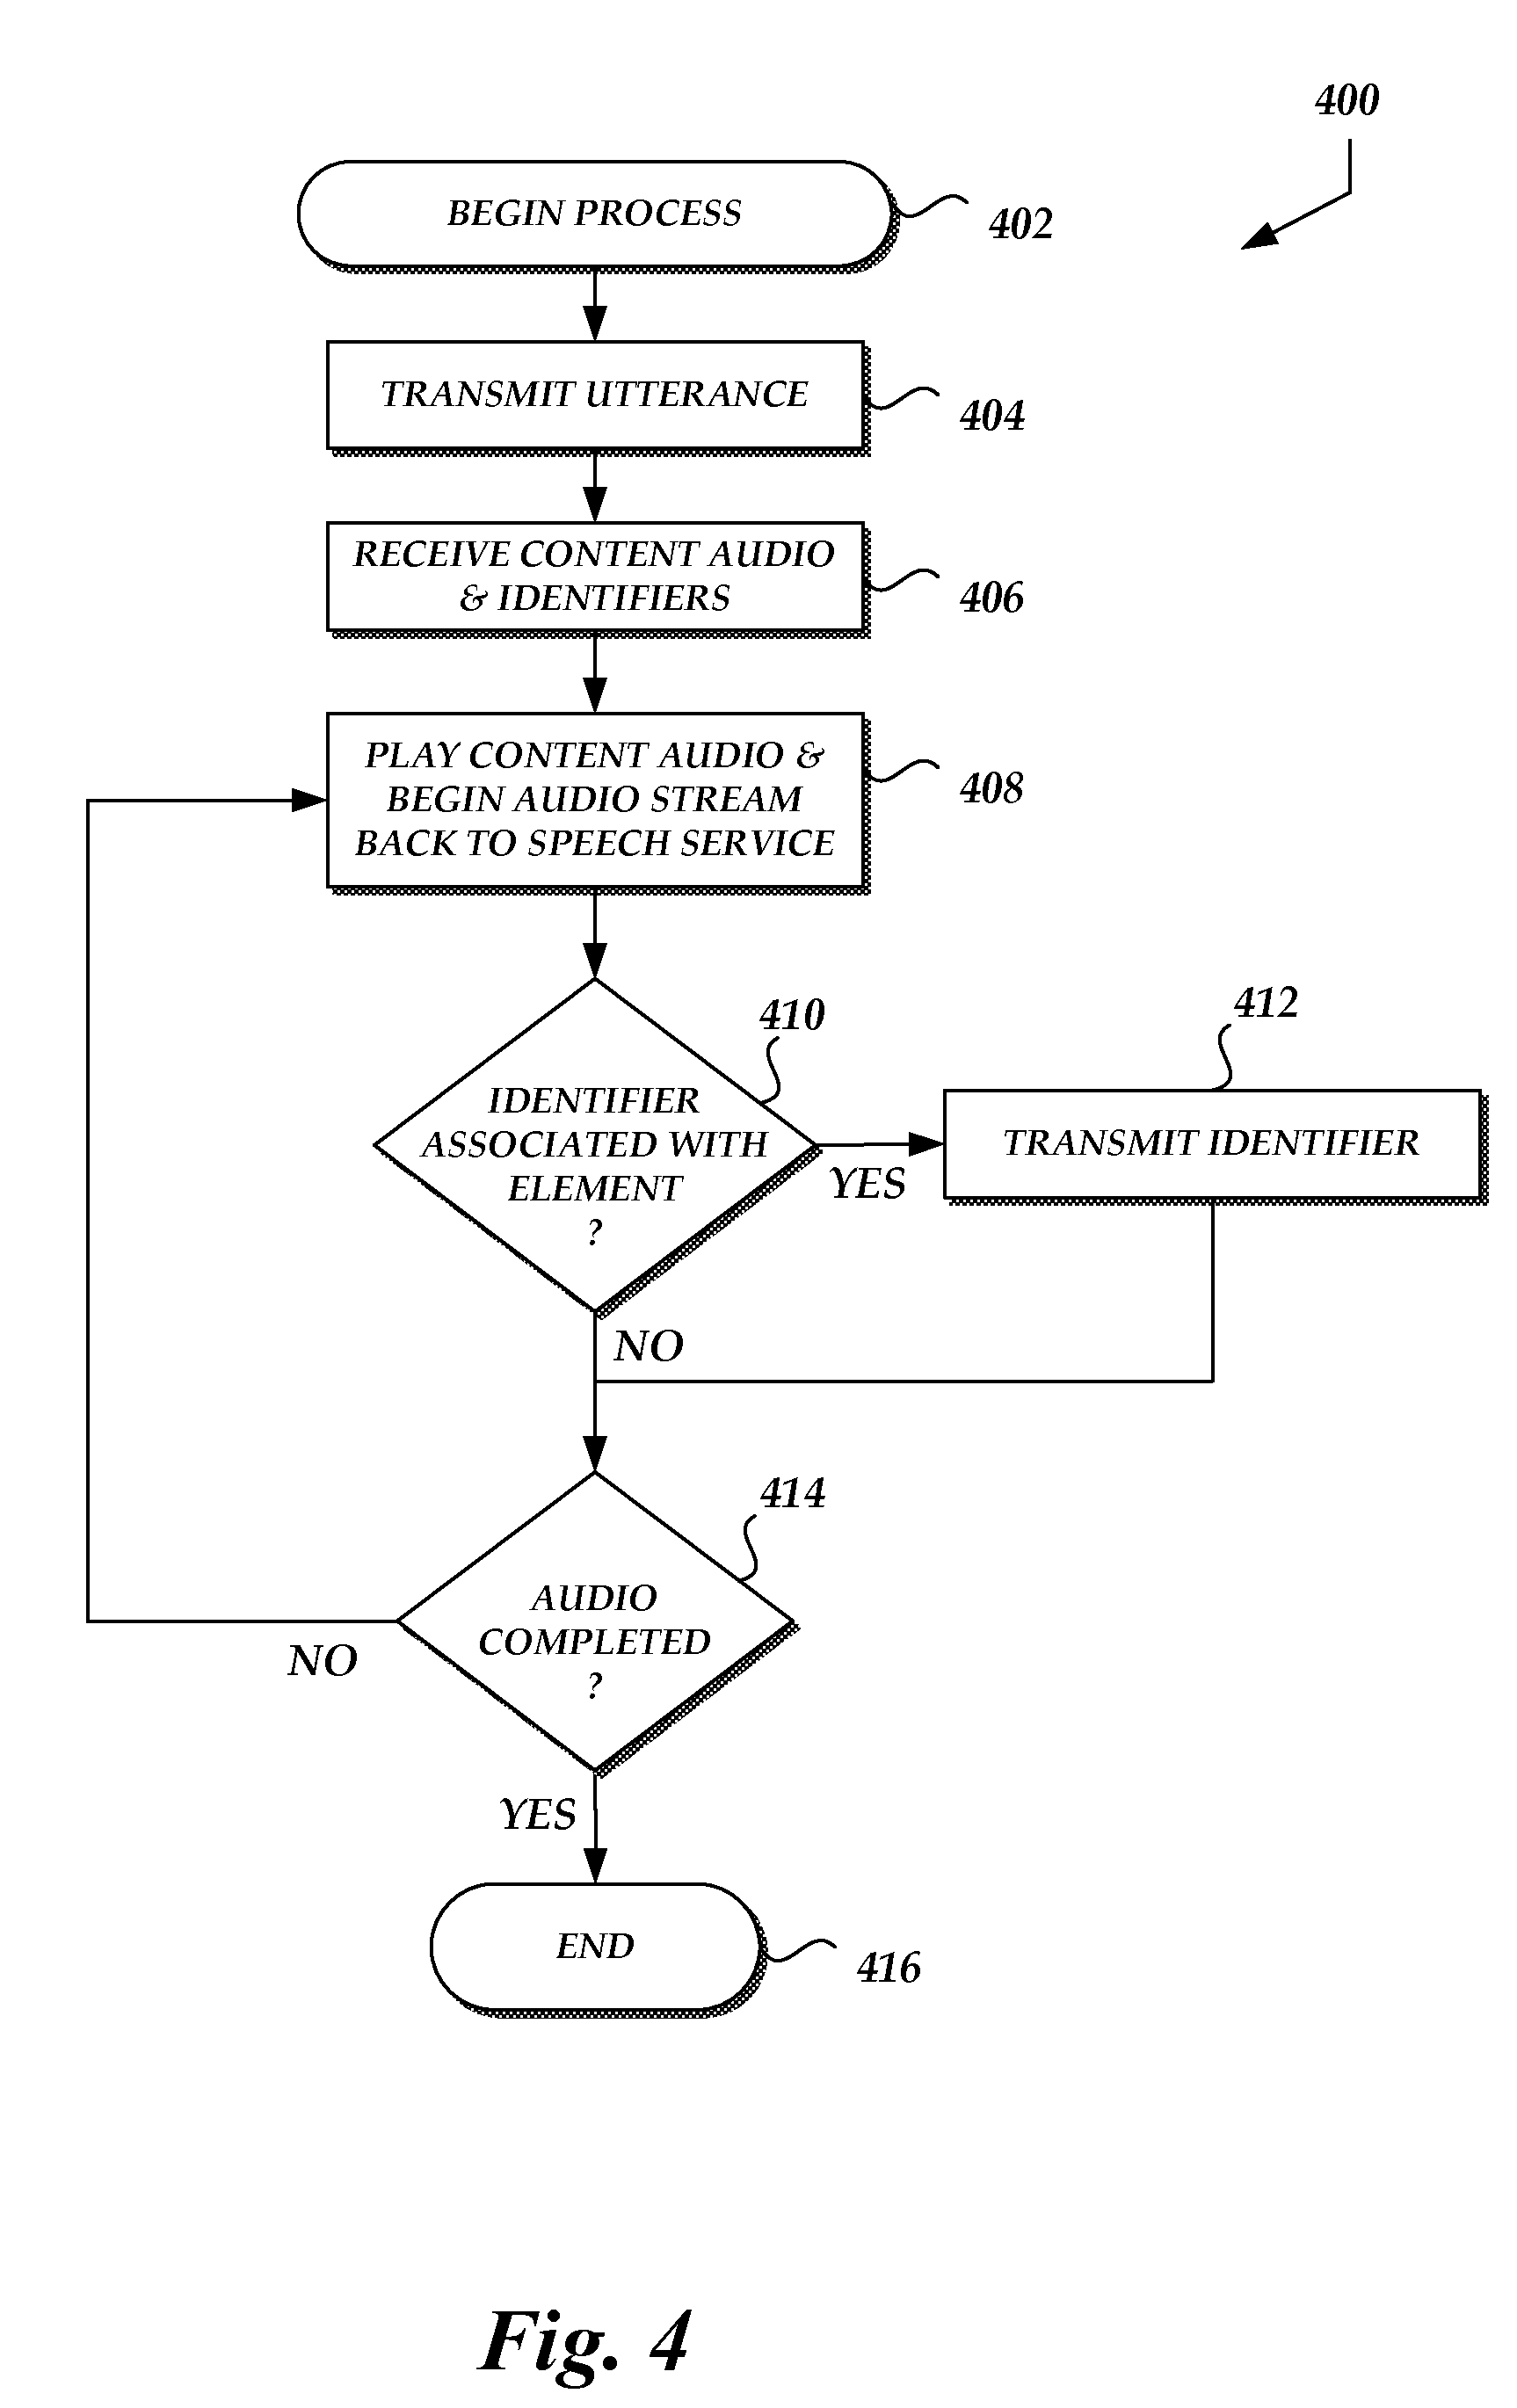 400
BEGIN PROCESS
402
TRANSMIT UTTERANCE
404
RECEIVE CONTENT AUDIO
& IDENTIFIERS
406
PLAY CONTENT AUDIO &
BEGIN AUDIO STREAM
BACK TO SPEECH SERVICE
408
410
IDENTIFIER
ASSOCIATED WITH
ELEMENT
?
YES
412
TRANSMIT IDENTIFIER
NO
414
AUDIO
COMPLETED
?
NO
YES
END
416
Fig. 4